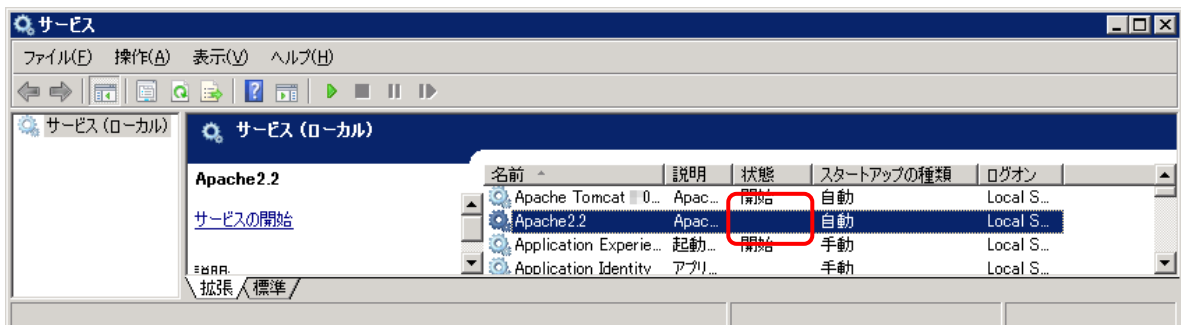 サービス
ファイル(F) 操作(A) 表示(V) ヘルプ(H)
サービス (ローカル)
サービス (ローカル)
Apache2.2
サービスの開始
名前 説明 状態 スタートアップの種類 ログオン
Apache Tomcat 0... Apac... 開始 自動 Local S...
Apache2.2 Apac... 自動 Local S...
Application Experie... 起動... 開始 手動 Local S...
Application Identity アプリ... 手動 Local S...
拡張 標準